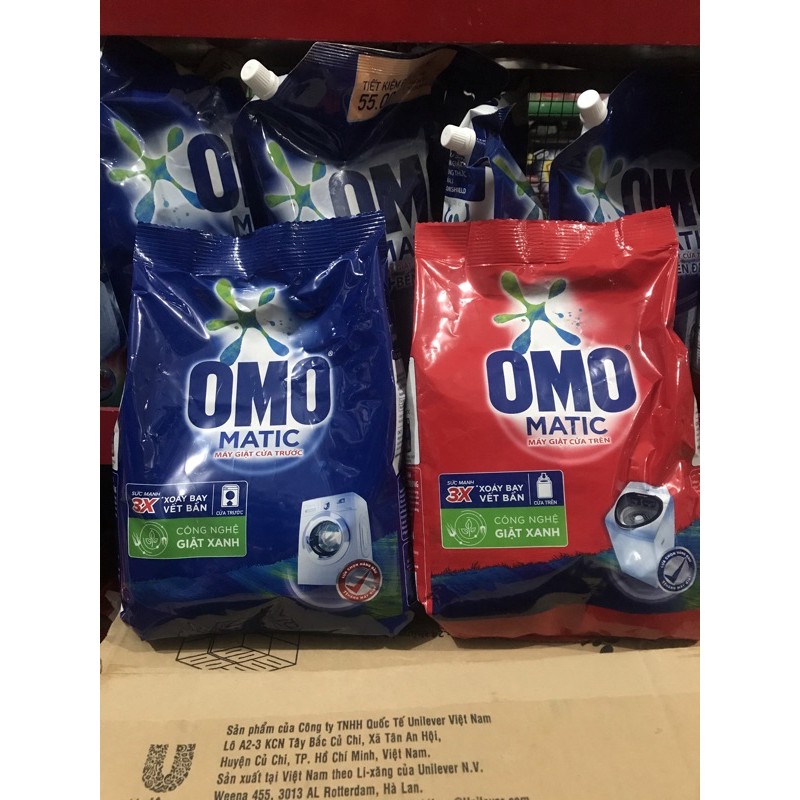 TIẾT KIỆM
OMO
OMO
MATIC
OMO
MATIC
OMO
MATIC
MÁY GIẶT CỬA TRƯỚC
SỨC MẠNH
3X
XOÁY BAY
VẾT BẨN
CỬA TRƯỚC
CÔNG NGHỆ
GIẶT XANH
OMO
MATIC
MÁY GIẶT CỬA TRÊN
SỨC MẠNH
3X
XOÁY BAY
VẾT BẨN
CỬA TRÊN
CÔNG NGHỆ
GIẶT XANH
Sản phẩm của Công ty TNHH Quốc Tế Unilever Việt Nam
Lô A2-3 KCN Tây Bắc Củ Chi, Xã Tân An Hội,
Huyện Củ Chi, TP. Hồ Chí Minh, Việt Nam.
Sản xuất tại Việt Nam theo Li-xăng của Unilever N.V.
Weena 455, 3013 AL Rotterdam, Hà Lan.